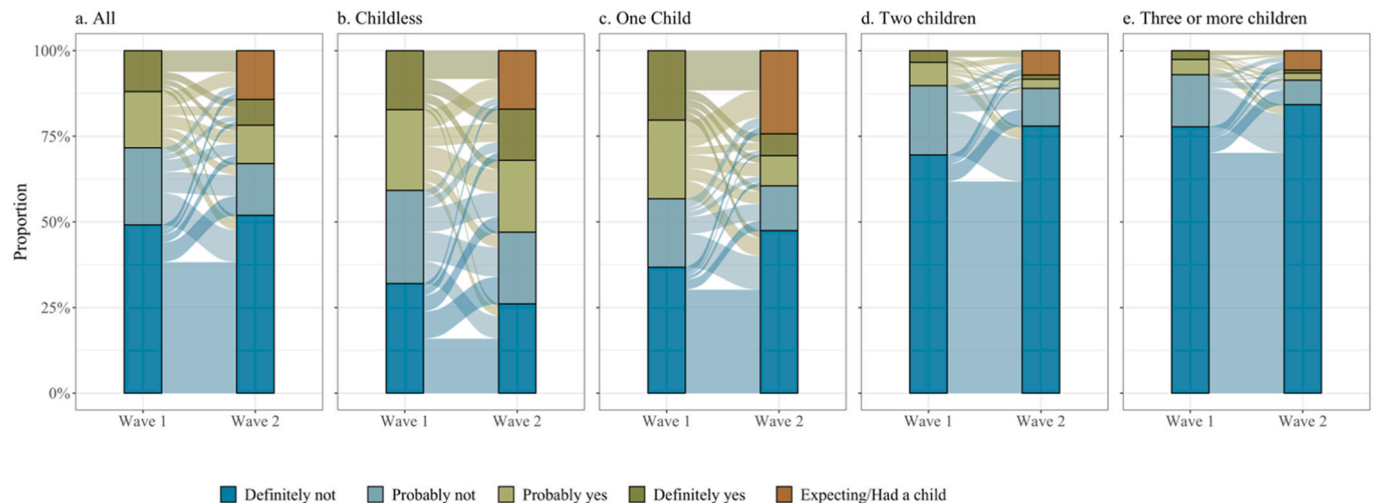 a. All
b. Childless
c. One Child
d. Two children
e. Three or more children
100%
75%
50%
25%
0%
Proportion
Wave 1 Wave 2 Wave 1 Wave 2 Wave 1 Wave 2 Wave 1 Wave 2 Wave 1 Wave 2
Definitely not Probably not Probably yes Definitely yes Expecting/Had a child